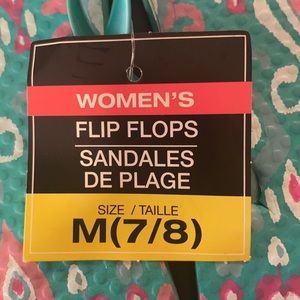 WOMEN'S
FLIP FLOPS
SANDALES
DE PLAGE
SIZE / TAILLE
M(7/8)